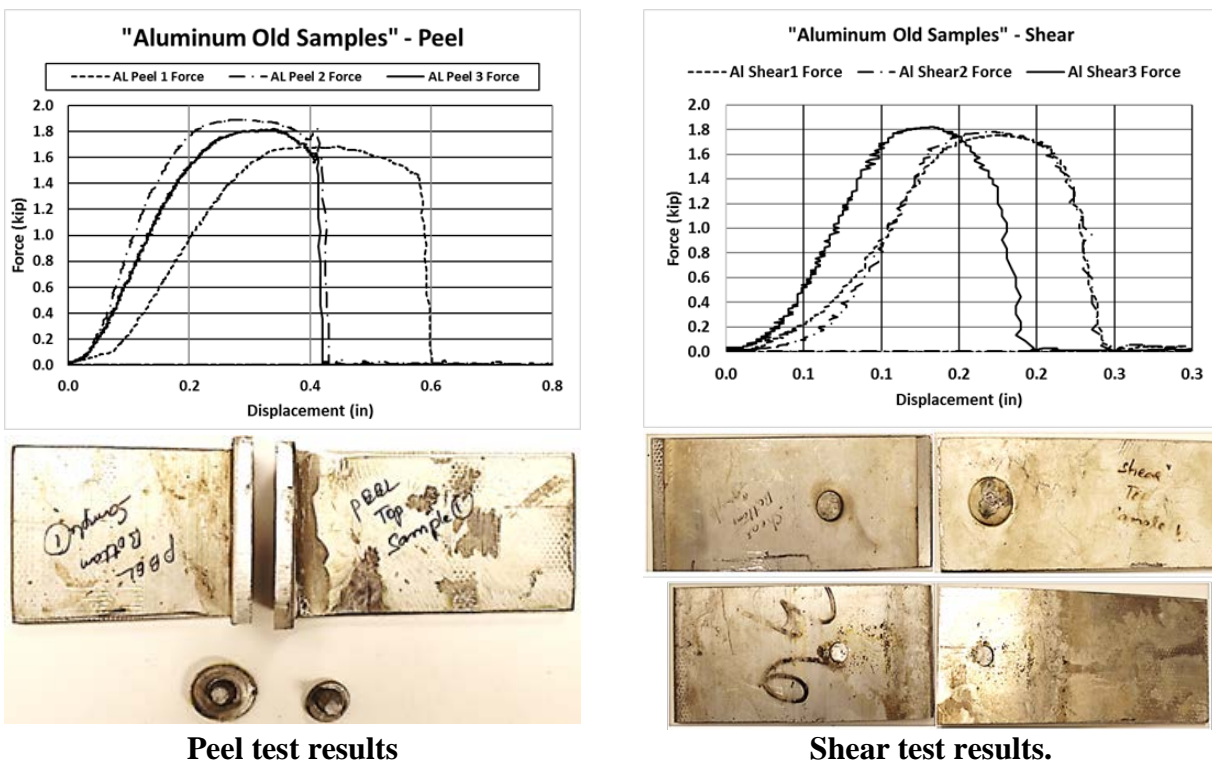 "Aluminum Old Samples" - Peel
AL Peel 1 Force AL Peel 2 Force AL Peel 3 Force
2.0
1.8
1.6
1.4
1.2
1.0
0.8
0.6
0.4
0.2
0.0
Force (kip)
0.0 0.2 0.4 0.6 0.8
Displacement (in)
"Aluminum Old Samples" - Shear
Al Shear1 Force Al Shear2 Force Al Shear3 Force
2.0
1.8
1.6
1.4
1.2
1.0
0.8
0.6
0.4
0.2
0.0
Force (kip)
0.0 0.1 0.1 0.2 0.2 0.3 0.3
Displacement (in)
Bottom
Sample ①
Top
Sample ①
shear
Peel test results
Shear test results.